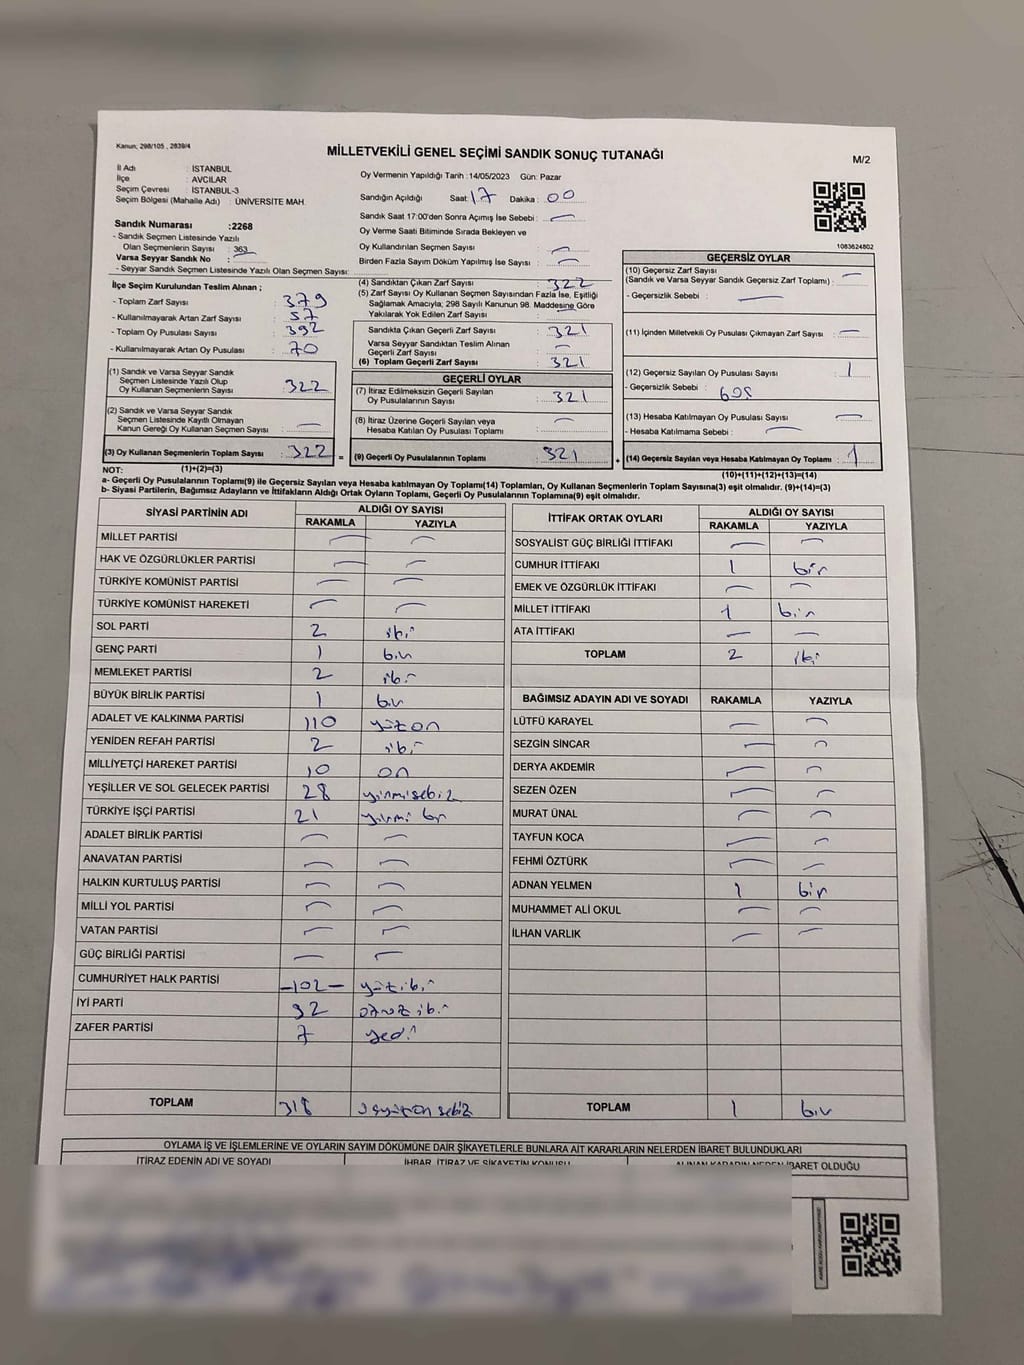 Kanun; 298/105 , 2839/4
MİLLETVEKİLİ GENEL SEÇİMİ SANDIK SONUÇ TUTANAĞI
M/2
İl Adı : İSTANBUL
İlçe : AVCILAR
Seçim Çevresi : İSTANBUL-3
Seçim Bölgesi (Mahalle Adı) : ÜNİVERSİTE MAH.
Oy Vermenin Yapıldığı Tarih :14/05/2023 Gün: Pazar
Sandığın Açıldığı Saat: 17 Dakika : 00
Sandık Saat 17:00'den Sonra Açılmış İse Sebebi : —
Oy Verme Saati Bitiminde Sırada Bekleyen ve
Oy Kullandırılan Seçmen Sayısı : —
Birden Fazla Sayım Döküm Yapılmış İse Sayısı : —
Sandık Numarası :2268
- Sandık Seçmen Listesinde Yazılı
Olan Seçmenlerin Sayısı : 363
Varsa Seyyar Sandık No : —
- Seyyar Sandık Seçmen Listesinde Yazılı Olan Seçmen Sayısı:
1083624802
İlçe Seçim Kurulundan Teslim Alınan ;
- Toplam Zarf Sayısı : 379
- Kullanılmayarak Artan Zarf Sayısı : 57
- Toplam Oy Pusulası Sayısı : 392
- Kullanılmayarak Artan Oy Pusulası : 70
(1) Sandık ve Varsa Seyyar Sandık
Seçmen Listesinde Yazılı Olup
Oy Kullanan Seçmenlerin Sayısı : 322
(2) Sandık ve Varsa Seyyar Sandık
Seçmen Listesinde Kayıtlı Olmayan
Kanun Gereği Oy Kullanan Seçmen Sayısı : —
(3) Oy Kullanan Seçmenlerin Toplam Sayısı : 322 =
(4) Sandıktan Çıkan Zarf Sayısı : 322
(5) Zarf Sayısı Oy Kullanan Seçmen Sayısından Fazla İse, Eşitliği
Sağlamak Amacıyla; 298 Sayılı Kanunun 98. Maddesine Göre
Yakılarak Yok Edilen Zarf Sayısı : —
Sandıkta Çıkan Geçerli Zarf Sayısı : 321
Varsa Seyyar Sandıktan Teslim Alınan
Geçerli Zarf Sayısı : —
(6) Toplam Geçerli Zarf Sayısı : 321
GEÇERLİ OYLAR
(7) İtiraz Edilmeksizin Geçerli Sayılan
Oy Pusulalarının Sayısı : 321
(8) İtiraz Üzerine Geçerli Sayılan veya
Hesaba Katılan Oy Pusulası Toplamı : —
(9) Geçerli Oy Pusulalarının Toplamı : 321 +
GEÇERSİZ OYLAR
(10) Geçersiz Zarf Sayısı
(Sandık ve Varsa Seyyar Sandık Geçersiz Zarf Toplamı) : —
- Geçersizlik Sebebi : —
(11) İçinden Milletvekili Oy Pusulası Çıkmayan Zarf Sayısı : —
(12) Geçersiz Sayılan Oy Pusulası Sayısı : 1
- Geçersizlik Sebebi : boş
(13) Hesaba Katılmayan Oy Pusulası Sayısı : —
- Hesaba Katılmama Sebebi : —
(14) Geçersiz Sayılan veya Hesaba Katılmayan Oy Toplamı : 1
NOT: (1)+(2)=(3) (10)+(11)+(12)+(13)=(14)
a- Geçerli Oy Pusulalarının Toplamı(9) ile Geçersiz Sayılan veya Hesaba katılmayan Oy Toplamı(14) Toplamları, Oy Kullanan Seçmenlerin Toplam Sayısına(3) eşit olmalıdır. (9)+(14)=(3)
b- Siyasi Partilerin, Bağımsız Adayların ve İttifakların Aldığı Ortak Oyların Toplamı, Geçerli Oy Pusulalarının Toplamına(9) eşit olmalıdır.
SİYASİ PARTİNİN ADI ALDIĞI OY SAYISI
RAKAMLA YAZIYLA
MİLLET PARTİSİ — —
HAK VE ÖZGÜRLÜKLER PARTİSİ — —
TÜRKİYE KOMÜNİST PARTİSİ — —
TÜRKİYE KOMÜNİST HAREKETİ — —
SOL PARTİ 2 iki
GENÇ PARTİ 1 bir
MEMLEKET PARTİSİ 2 iki
BÜYÜK BİRLİK PARTİSİ 1 bir
ADALET VE KALKINMA PARTİSİ 110 yüzon
YENİDEN REFAH PARTİSİ 2 iki
MİLLİYETÇİ HAREKET PARTİSİ 10 on
YEŞİLLER VE SOL GELECEK PARTİSİ 28 yirmisekiz
TÜRKİYE İŞÇİ PARTİSİ 21 yirmi bir
ADALET BİRLİK PARTİSİ — —
ANAVATAN PARTİSİ — —
HALKIN KURTULUŞ PARTİSİ — —
MİLLİ YOL PARTİSİ — —
VATAN PARTİSİ — —
GÜÇ BİRLİĞİ PARTİSİ — —
CUMHURİYET HALK PARTİSİ -102- yüziki
İYİ PARTİ 32 otuz iki
ZAFER PARTİSİ 7 yedi
TOPLAM 318 üçyüzon sekiz
İTTİFAK ORTAK OYLARI ALDIĞI OY SAYISI
RAKAMLA YAZIYLA
SOSYALİST GÜÇ BİRLİĞİ İTTİFAKI — —
CUMHUR İTTİFAKI 1 bir
EMEK VE ÖZGÜRLÜK İTTİFAKI — —
MİLLET İTTİFAKI 1 bir
ATA İTTİFAKI — —
TOPLAM 2 iki
BAĞIMSIZ ADAYIN ADI VE SOYADI RAKAMLA YAZIYLA
LÜTFÜ KARAYEL — —
SEZGİN SİNCAR — —
DERYA AKDEMİR — —
SEZEN ÖZEN — —
MURAT ÜNAL — —
TAYFUN KOCA — —
FEHMİ ÖZTÜRK — —
ADNAN YELMEN 1 bir
MUHAMMET ALİ OKUL — —
İLHAN VARLIK — —
TOPLAM 1 bir
OYLAMA İŞ VE İŞLEMLERİNE VE OYLARIN SAYIM DÖKÜMÜNE DAİR ŞİKAYETLERLE BUNLARA AİT KARARLARIN NELERDEN İBARET BULUNDUKLARI
İTİRAZ EDENİN ADI VE SOYADI İHBAR, İTİRAZ VE ŞİKAYETİN KONUSU ALINAN KARARIN NEDEN İBARET OLDUĞU